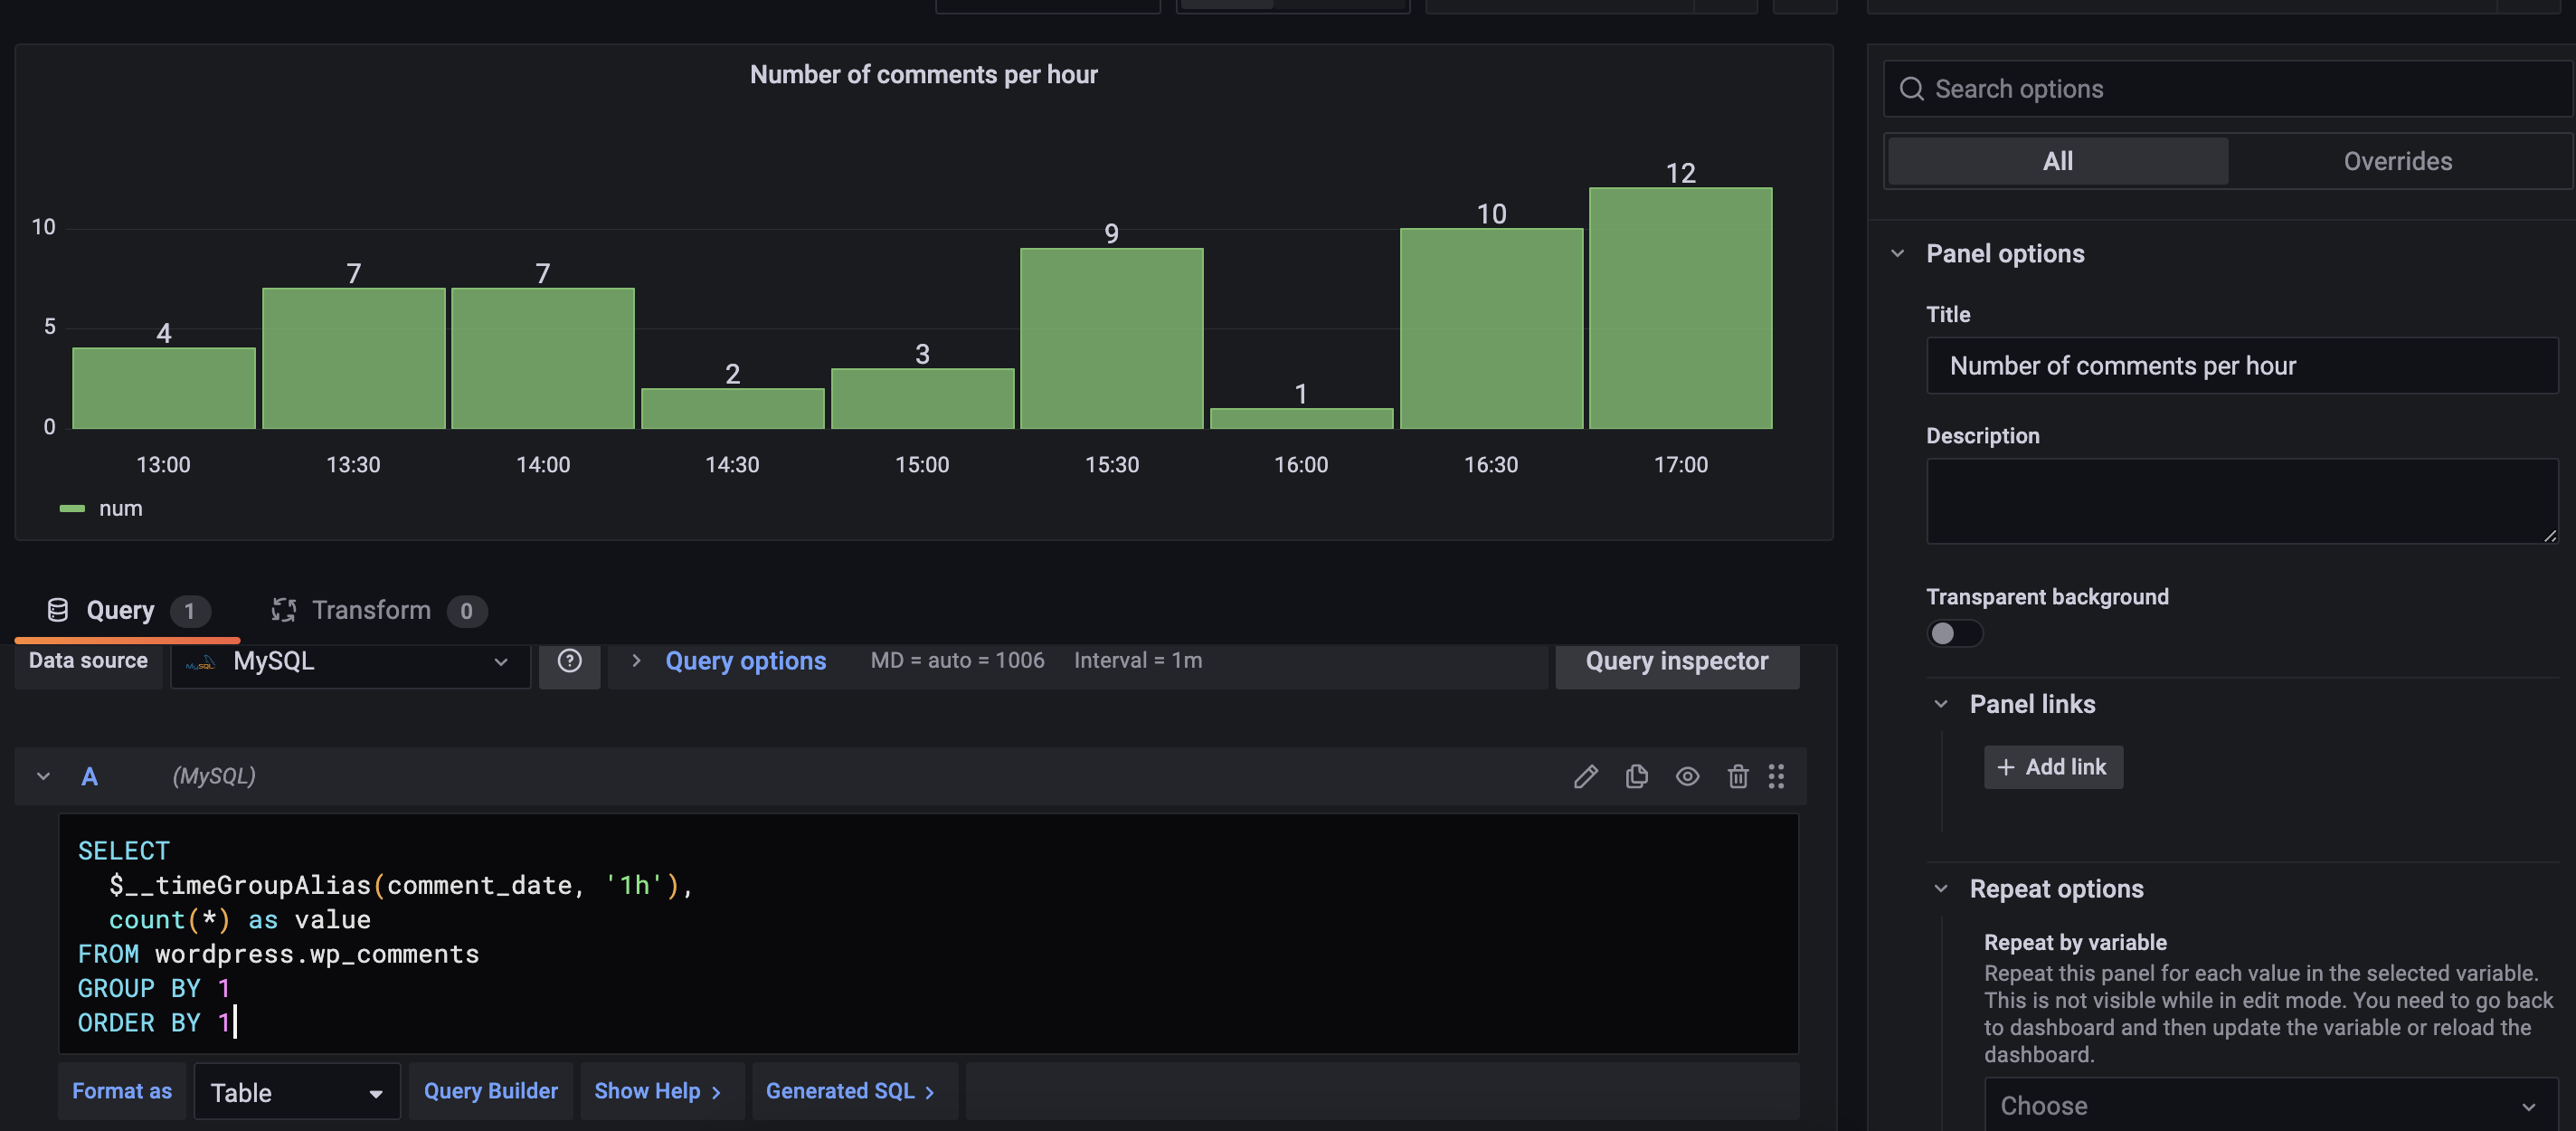 Number of comments per hour
12
10
10
9
7
7
5
4
3
2
1
0
13:00
13:30
14:00
14:30
15:00
15:30
16:00
16:30
17:00
num
Query 1
Transform 0
Data source
MySQL
MySQL
Query options
MD = auto = 1006
Interval = 1m
Query inspector
A
(MySQL)
SELECT
$__timeGroupAlias(comment_date, '1h'),
count(*) as value
FROM wordpress.wp_comments
GROUP BY 1
ORDER BY 1
Format as
Table
Query Builder
Show Help >
Generated SQL >
Search options
All
Overrides
Panel options
Title
Number of comments per hour
Description
Transparent background
Panel links
+ Add link
Repeat options
Repeat by variable
Repeat this panel for each value in the selected variable.
This is not visible while in edit mode. You need to go back
to dashboard and then update the variable or reload the
dashboard.
Choose